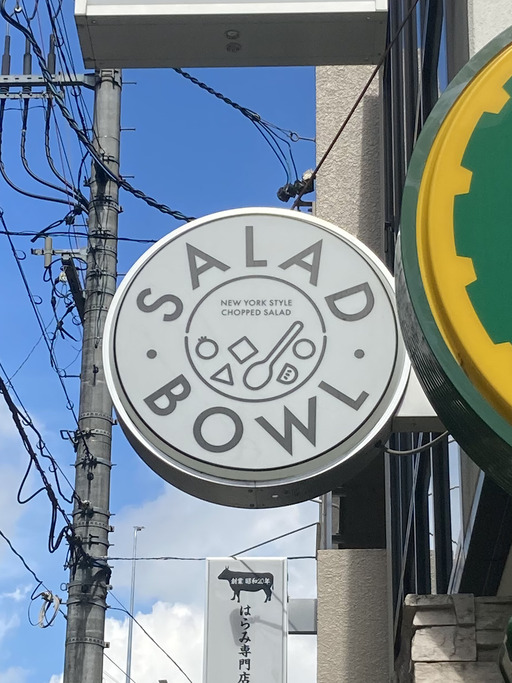 SALAD
NEW YORK STYLE
CHOPPED SALAD
BOWL
創業 昭和20年
はらみ専門店